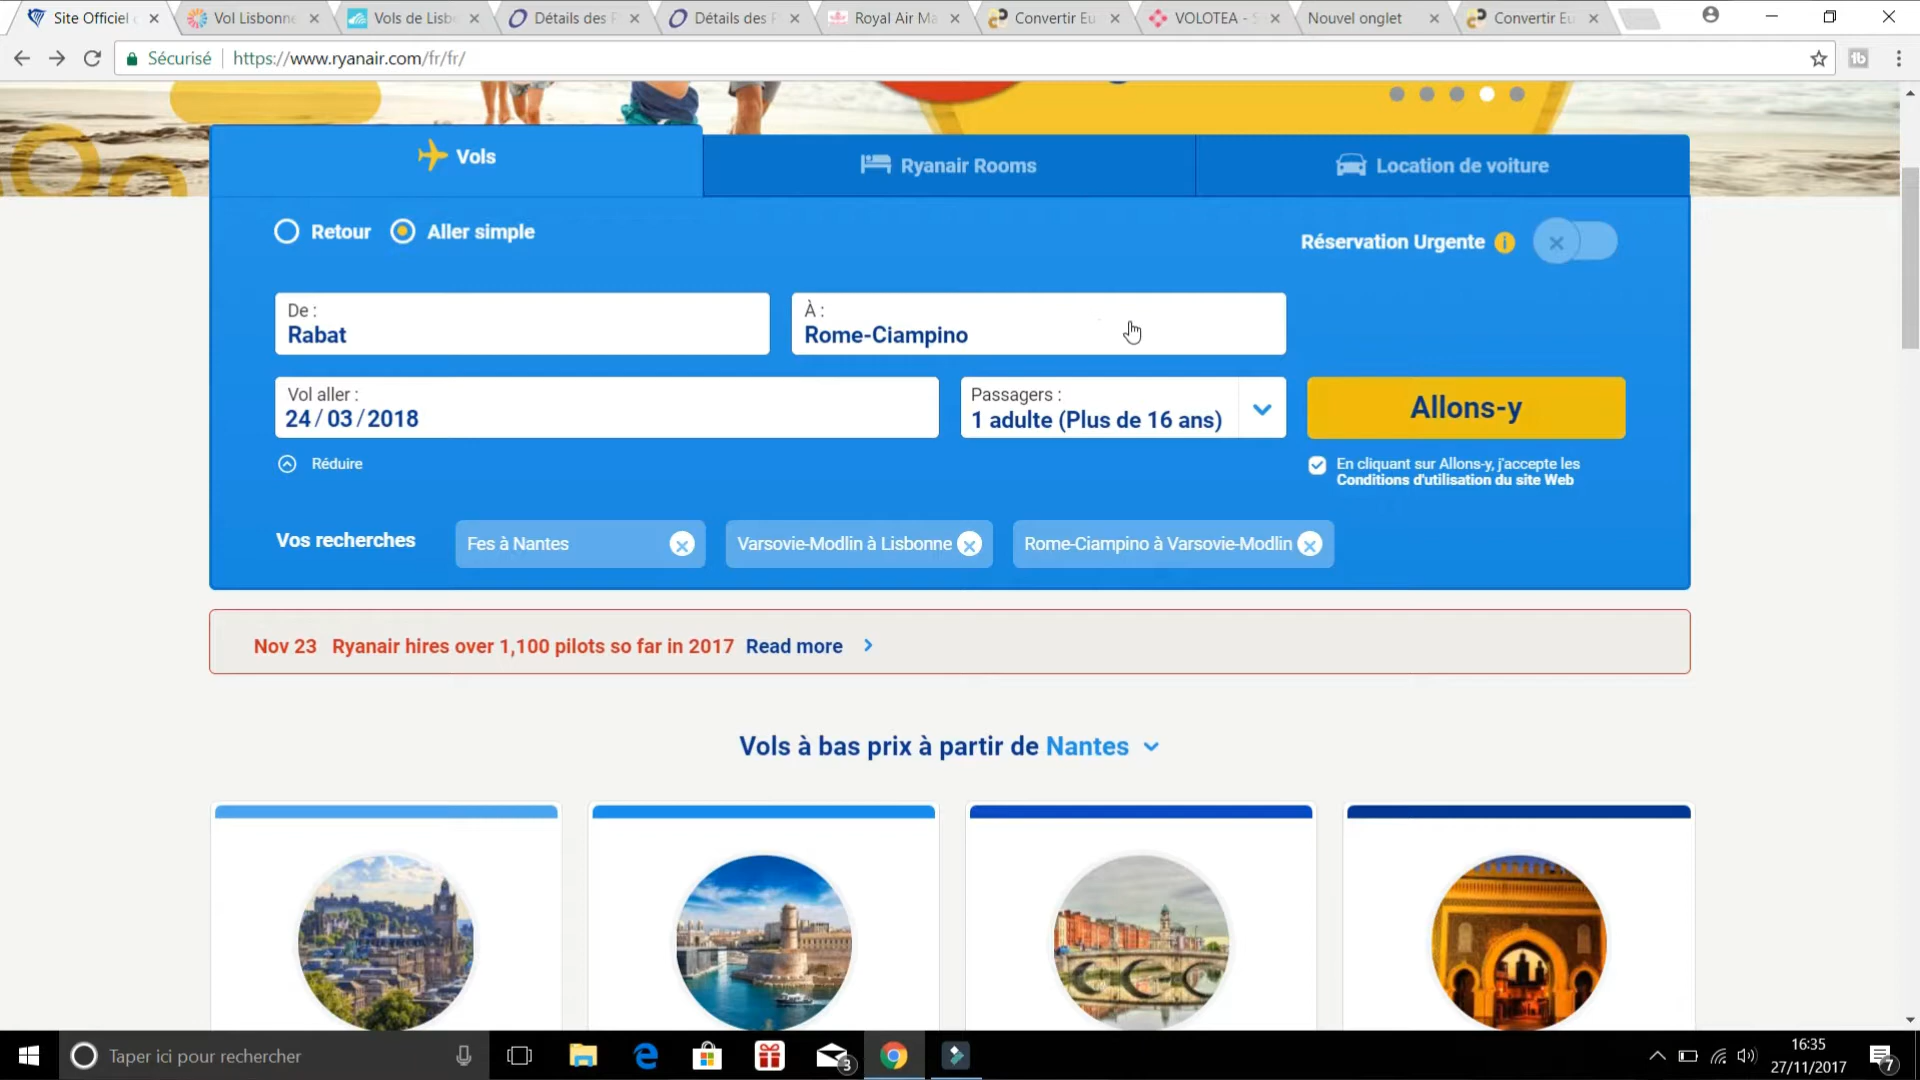 Site Officiel
Vol Lisbonne
Vols de Lisb
Détails des
Détails des
Royal Air Ma
Convertir Eu
VOLOTEA -
Nouvel onglet
Convertir Eu
Sécurisé
https://www.ryanair.com/fr/fr/
Vols
Ryanair Rooms
Location de voiture
Retour
Aller simple
Réservation Urgente
De :
Rabat
À :
Rome-Ciampino
Vol aller :
24/03/2018
Passagers :
1 adulte (Plus de 16 ans)
Allons-y
Réduire
En cliquant sur Allons-y, j'accepte les
Conditions d'utilisation du site Web
Vos recherches
Fes à Nantes
Varsovie-Modlin à Lisbonne
Rome-Ciampino à Varsovie-Modlin
Nov 23 Ryanair hires over 1,100 pilots so far in 2017 Read more
Vols à bas prix à partir de Nantes
Taper ici pour rechercher
3
16:35
27/11/2017
7